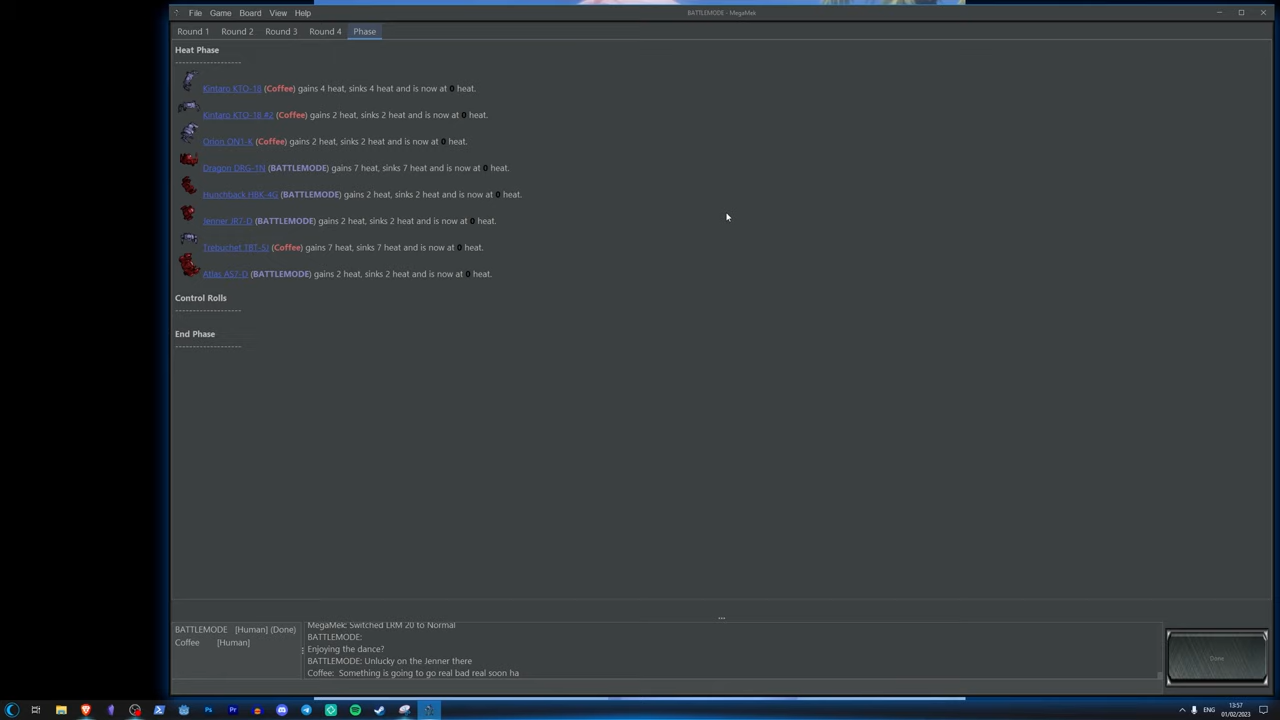 File Game Board View Help
BATTLEMODE - MegaMek
Round 1 Round 2 Round 3 Round 4 Phase
Heat Phase
-------------------
Kintaro KTO-18 (Coffee) gains 4 heat, sinks 4 heat and is now at 0 heat.
Kintaro KTO-18 #2 (Coffee) gains 2 heat, sinks 2 heat and is now at 0 heat.
Orion ON1-K (Coffee) gains 2 heat, sinks 2 heat and is now at 0 heat.
Dragon DRG-1N (BATTLEMODE) gains 7 heat, sinks 7 heat and is now at 0 heat.
Hunchback HBK-4G (BATTLEMODE) gains 2 heat, sinks 2 heat and is now at 0 heat.
Jenner JR7-D (BATTLEMODE) gains 2 heat, sinks 2 heat and is now at 0 heat.
Trebuchet TBT-5J (Coffee) gains 7 heat, sinks 7 heat and is now at 0 heat.
Atlas AS7-D (BATTLEMODE) gains 2 heat, sinks 2 heat and is now at 0 heat.
Control Rolls
-------------------
End Phase
-------------------
BATTLEMODE [Human] (Done)
Coffee [Human]
MegaMek: Switched LRM 20 to Normal
BATTLEMODE:
Enjoying the dance?
BATTLEMODE: Unlucky on the Jenner there
Coffee: Something is going to go real bad real soon ha
Done
ENG
13:57
01/02/2023